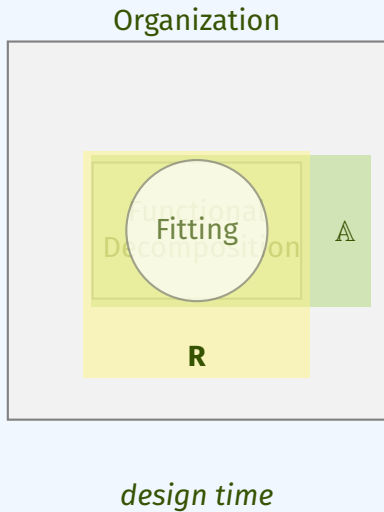 Organization
Functional
Fitting
Decomposition
𝔸
R
design time